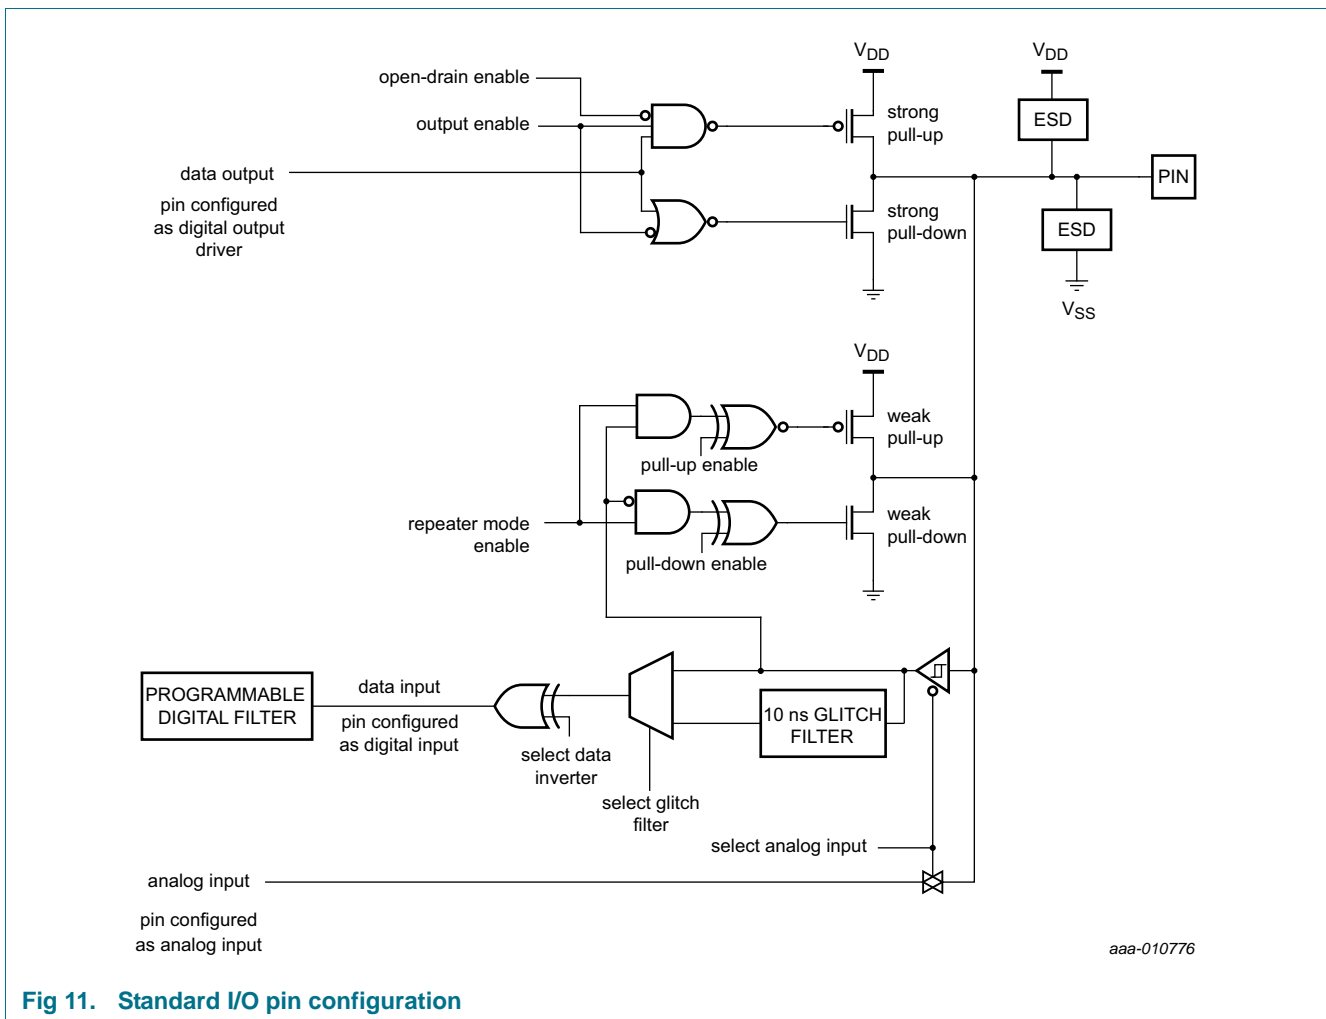 VDD
VDD
open-drain enable
strong
pull-up
ESD
output enable
data output
PIN
pin configured
as digital output
driver
strong
pull-down
ESD
VSS
VDD
weak
pull-up
pull-up enable
repeater mode
enable
weak
pull-down
pull-down enable
PROGRAMMABLE
DIGITAL FILTER
data input
pin configured
as digital input
10 ns GLITCH
FILTER
select data
inverter
select glitch
filter
select analog input
analog input
pin configured
as analog input
aaa-010776
Fig 11. Standard I/O pin configuration